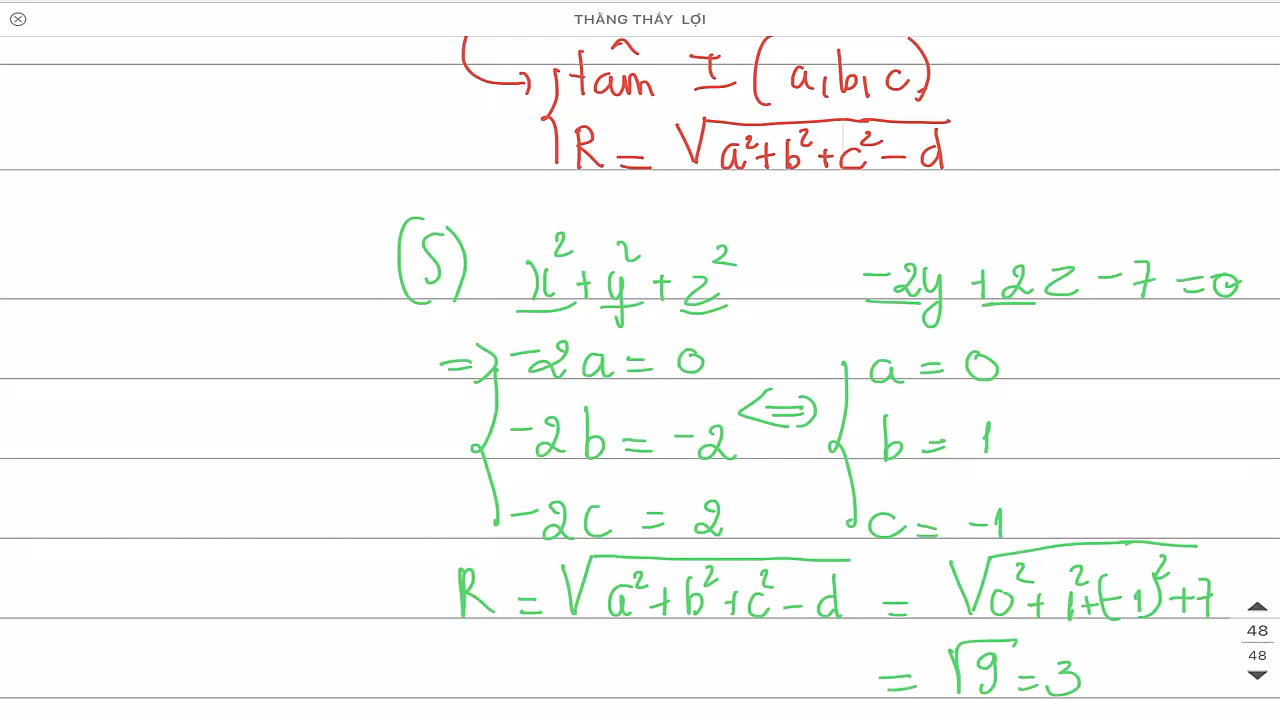 THẰNG THẦY LỢI
tâm I (a, b, c)
R = √(a² + b² + c² - d)
(S) x² + y² + z² -2y + 2z - 7 = 0
=> { -2a = 0 <=> { a = 0
-2b = -2 b = 1
-2c = 2 c = -1
R = √(a² + b² + c² - d) = √(0² + 1² + (-1)² + 7)
= √9 = 3
48
48